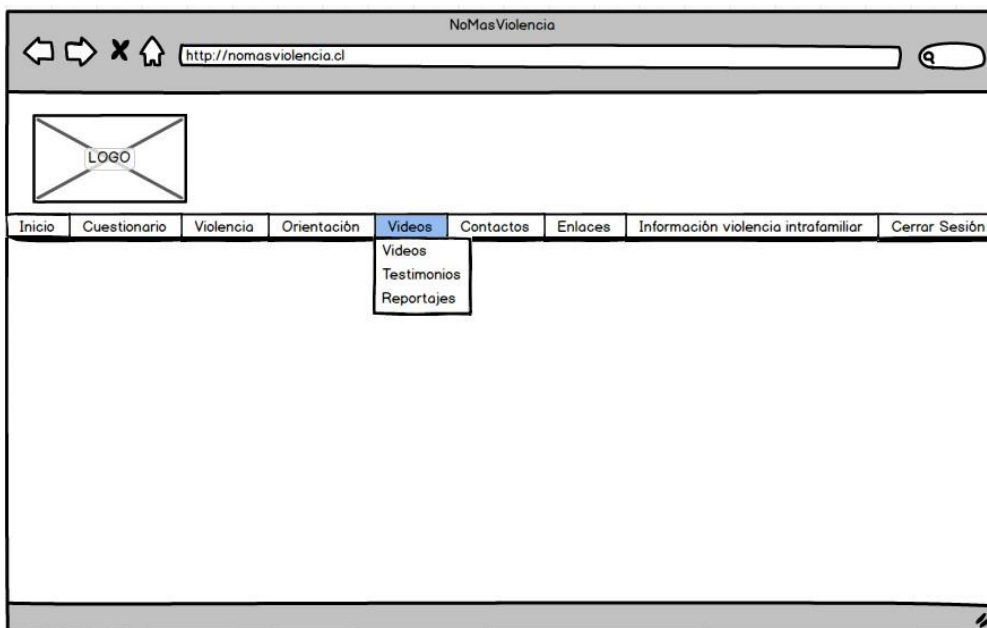 NoMasViolencia
http://nomasviolencia.cl
LOGO
Inicio Cuestionario Violencia Orientación Videos Contactos Enlaces Información violencia intrafamiliar Cerrar Sesión
Videos
Testimonios
Reportajes